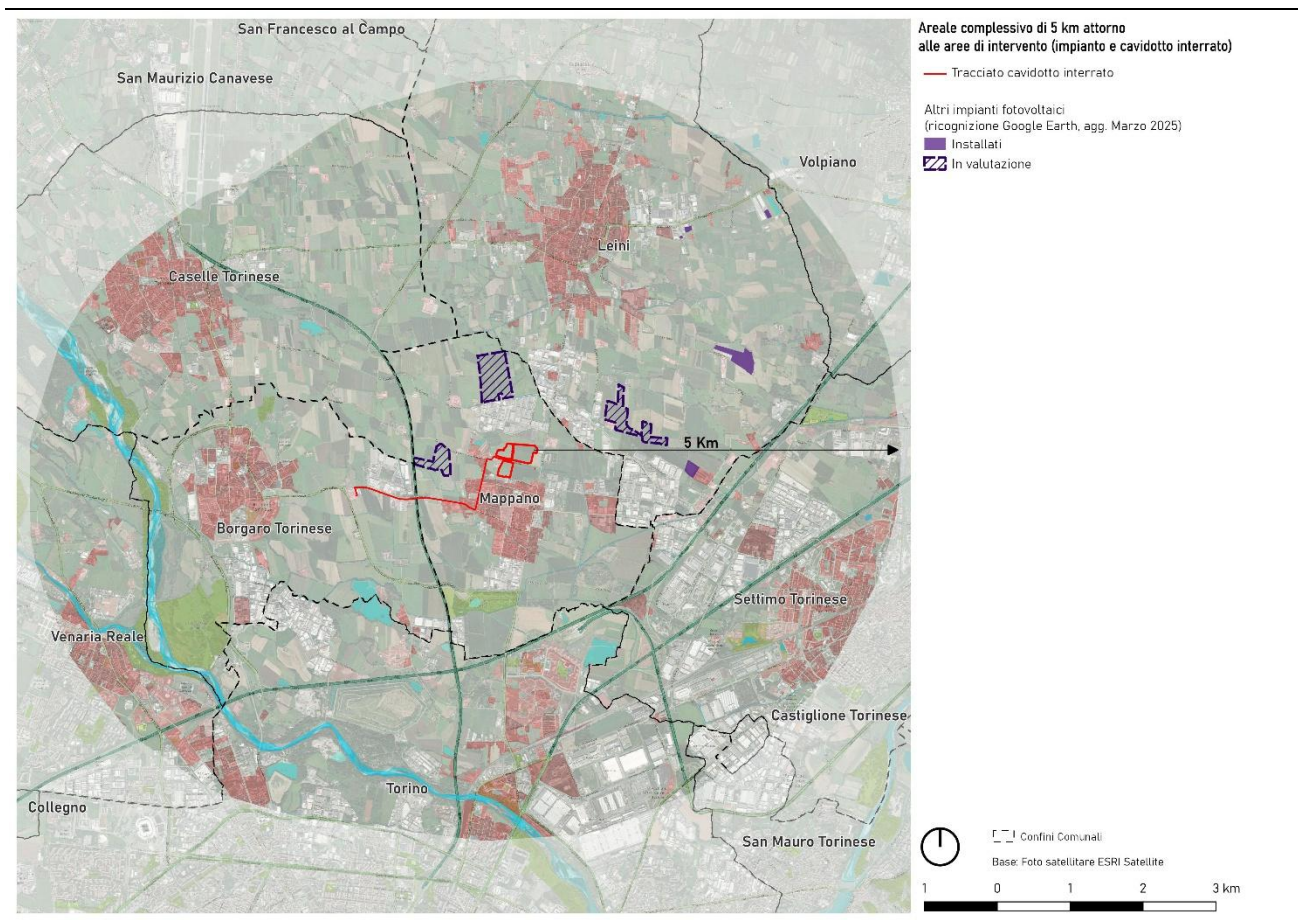 San Francesco al Campo
San Maurizio Canavese
Volpiano
Leini
Caselle Torinese
5 Km
Mappano
Borgaro Torinese
Settimo Torinese
Venaria Reale
Castiglione Torinese
Torino
Collegno
San Mauro Torinese
Areale complessivo di 5 km attorno
alle aree di intervento (impianto e cavidotto interrato)
Tracciato cavidotto interrato
Altri impianti fotovoltaici
(ricognizione Google Earth, agg. Marzo 2025)
Installati
In valutazione
Confini Comunali
Base: Foto satellitare ESRI Satellite
1 0 1 2 3 km